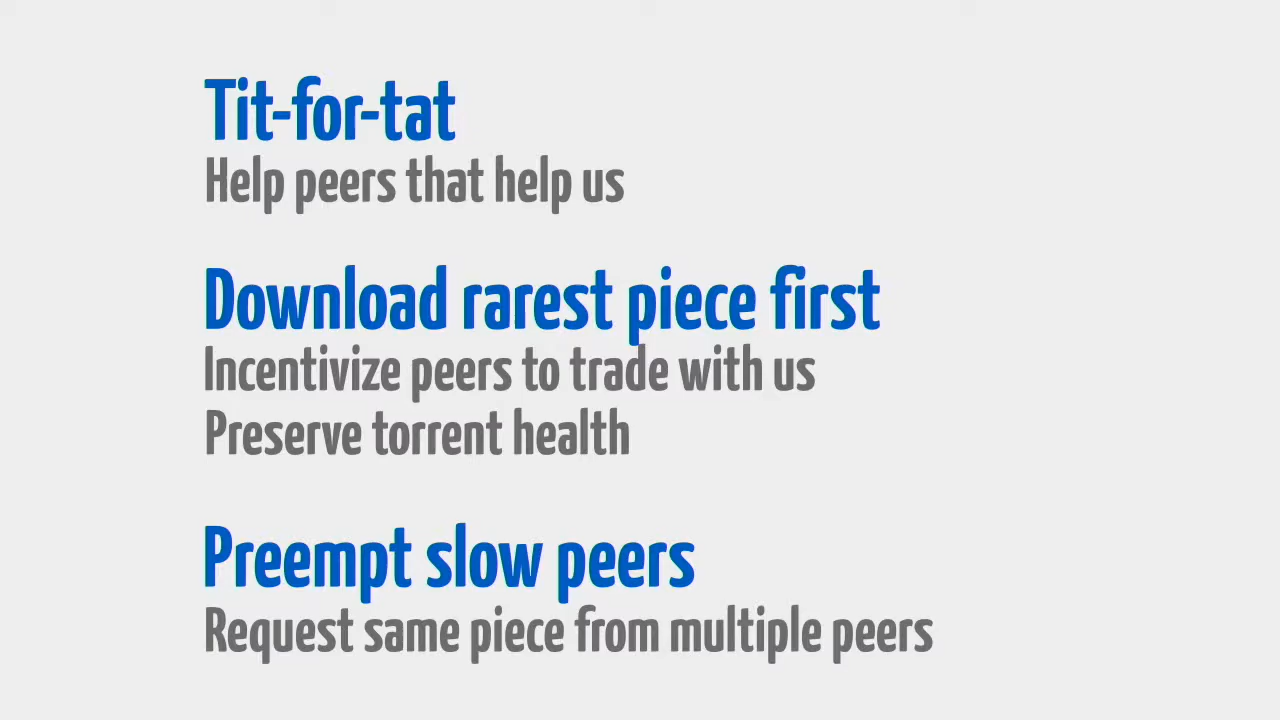 Tit-for-tat
Help peers that help us
Download rarest piece first
Incentivize peers to trade with us
Preserve torrent health
Preempt slow peers
Request same piece from multiple peers